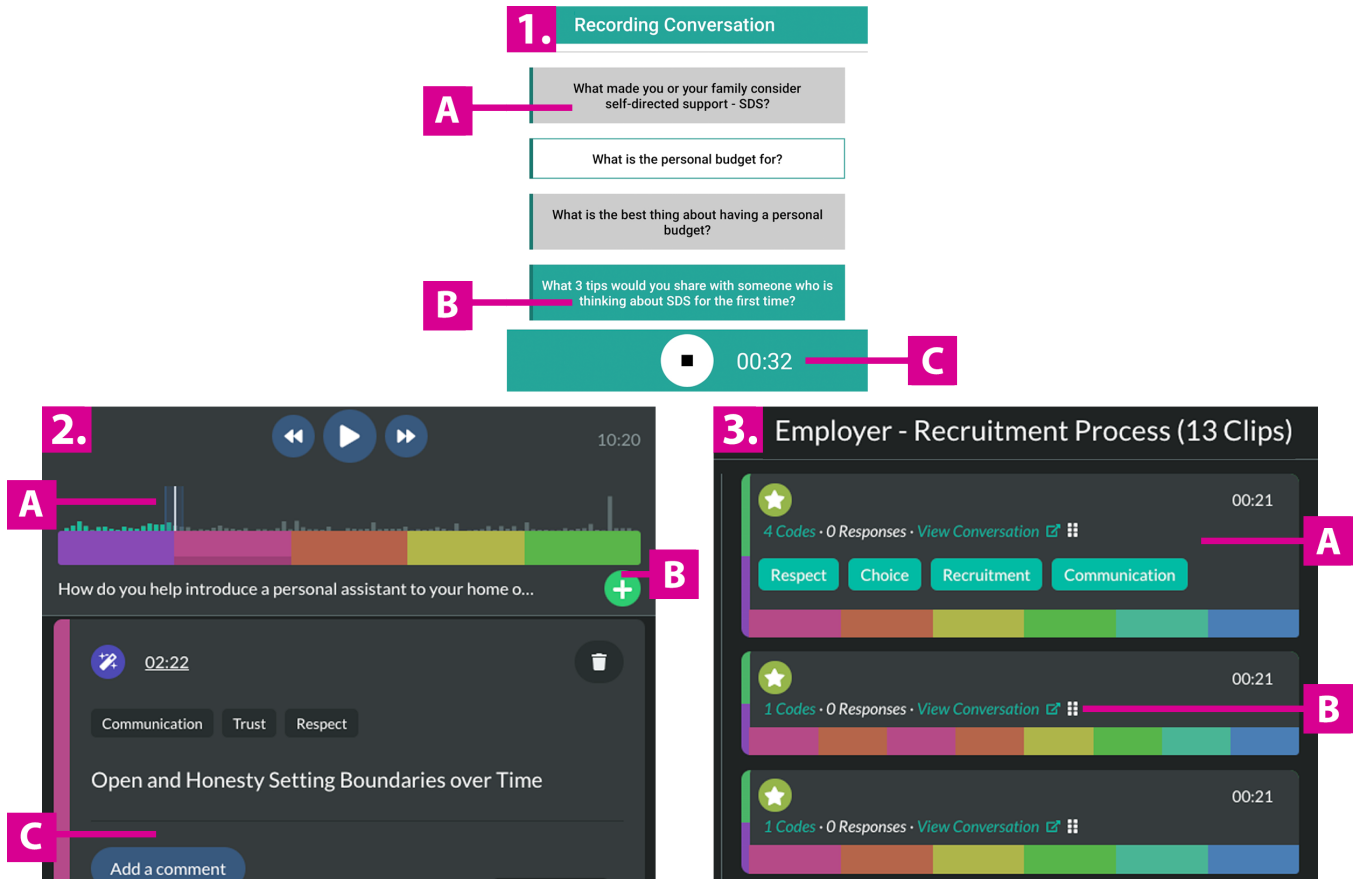 1. Recording Conversation
What made you or your family consider
self-directed support - SDS?
A
What is the personal budget for?
What is the best thing about having a personal
budget?
What 3 tips would you share with someone who is
thinking about SDS for the first time?
B
00:32
C
2.
10:20
A
How do you help introduce a personal assistant to your home o...
B
02:22
Communication Trust Respect
Open and Honesty Setting Boundaries over Time
C
Add a comment
3. Employer - Recruitment Process (13 Clips)
00:21
4 Codes · 0 Responses · View Conversation
A
Respect Choice Recruitment Communication
00:21
1 Codes · 0 Responses · View Conversation
B
00:21
1 Codes · 0 Responses · View Conversation